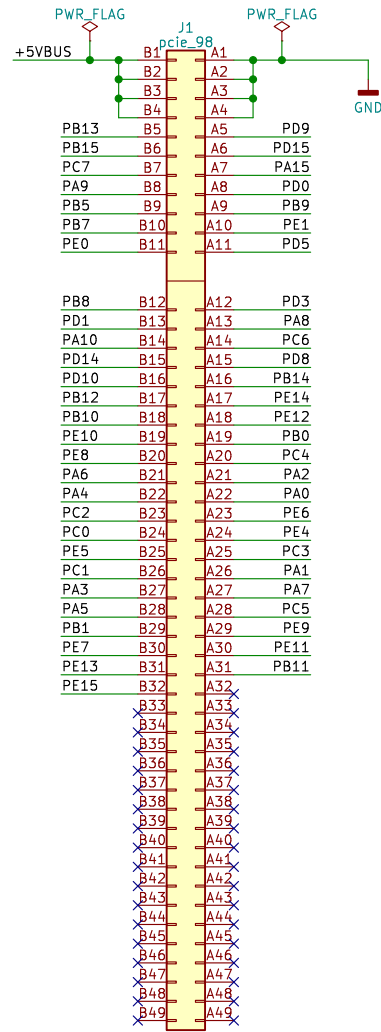 PWR_FLAG PWR_FLAG
J1
pcie_98
+5VBUS B1 A1
B2 A2
B3 A3
B4 A4
GND
PB13 B5 A5 PD9
PB15 B6 A6 PD15
PC7 B7 A7 PA15
PA9 B8 A8 PD0
PB5 B9 A9 PB9
PB7 B10 A10 PE1
PE0 B11 A11 PD5
PB8 B12 A12 PD3
PD1 B13 A13 PA8
PA10 B14 A14 PC6
PD14 B15 A15 PD8
PD10 B16 A16 PB14
PB12 B17 A17 PE14
PB10 B18 A18 PE12
PE10 B19 A19 PB0
PE8 B20 A20 PC4
PA6 B21 A21 PA2
PA4 B22 A22 PA0
PC2 B23 A23 PE6
PC0 B24 A24 PE4
PE5 B25 A25 PC3
PC1 B26 A26 PA1
PA3 B27 A27 PA7
PA5 B28 A28 PC5
PB1 B29 A29 PE9
PE7 B30 A30 PE11
PE13 B31 A31 PB11
PE15 B32 A32
B33 A33
B34 A34
B35 A35
B36 A36
B37 A37
B38 A38
B39 A39
B40 A40
B41 A41
B42 A42
B43 A43
B44 A44
B45 A45
B46 A46
B47 A47
B48 A48
B49 A49